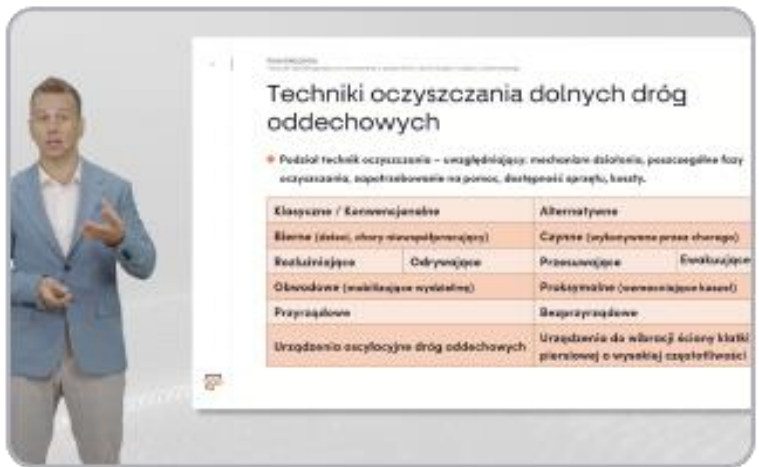 Techniki oczyszczania dolnych dróg
oddechowych
Podział technik oczyszczania – uwzględniający: mechanizm działania, poszczególne fazy
oczyszczania, zapotrzebowanie na pomoc, dostępność sprzętu, koszty.
Klasyczne / Konwencjonalne Alternatywne
Bierne (dzieci, chory niewspółpracujący) Czynne (wykonywane przez chorego)
Rozluźniające Odrywające Przesuwające Ewakuujące
Obwodowe (mobilizujące wydzielinę) Proksymalne (wzmacniające kaszel)
Przyrządowe Bezprzyrządowe
Urządzenia oscylacyjne dróg oddechowych Urządzenia do wibracji ściany klatki
piersiowej o wysokiej częstotliwości